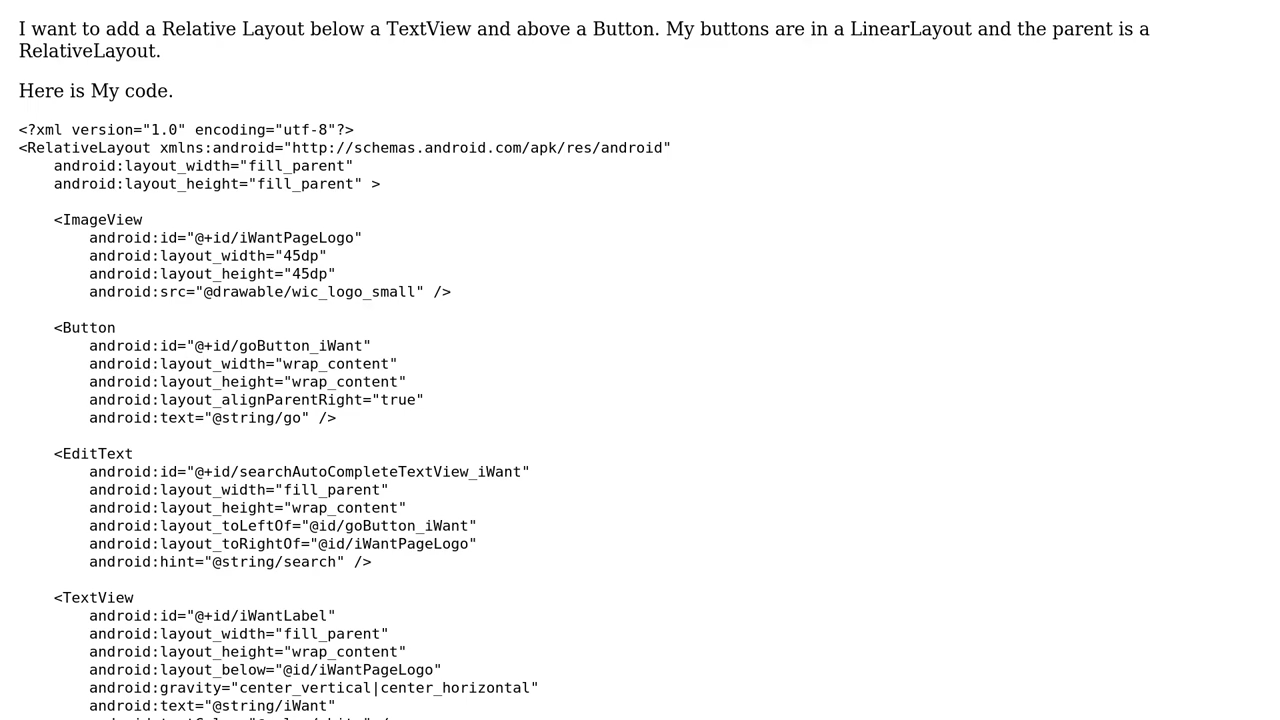 I want to add a Relative Layout below a TextView and above a Button. My buttons are in a LinearLayout and the parent is a
RelativeLayout.
Here is My code.
<?xml version="1.0" encoding="utf-8"?>
<RelativeLayout xmlns:android="http://schemas.android.com/apk/res/android"
    android:layout_width="fill_parent"
    android:layout_height="fill_parent" >
    <ImageView
        android:id="@+id/iWantPageLogo"
        android:layout_width="45dp"
        android:layout_height="45dp"
        android:src="@drawable/wic_logo_small" />
    <Button
        android:id="@+id/goButton_iWant"
        android:layout_width="wrap_content"
        android:layout_height="wrap_content"
        android:layout_alignParentRight="true"
        android:text="@string/go" />
    <EditText
        android:id="@+id/searchAutoCompleteTextView_iWant"
        android:layout_width="fill_parent"
        android:layout_height="wrap_content"
        android:layout_toLeftOf="@id/goButton_iWant"
        android:layout_toRightOf="@id/iWantPageLogo"
        android:hint="@string/search" />
    <TextView
        android:id="@+id/iWantLabel"
        android:layout_width="fill_parent"
        android:layout_height="wrap_content"
        android:layout_below="@id/iWantPageLogo"
        android:gravity="center_vertical|center_horizontal"
        android:text="@string/iWant"